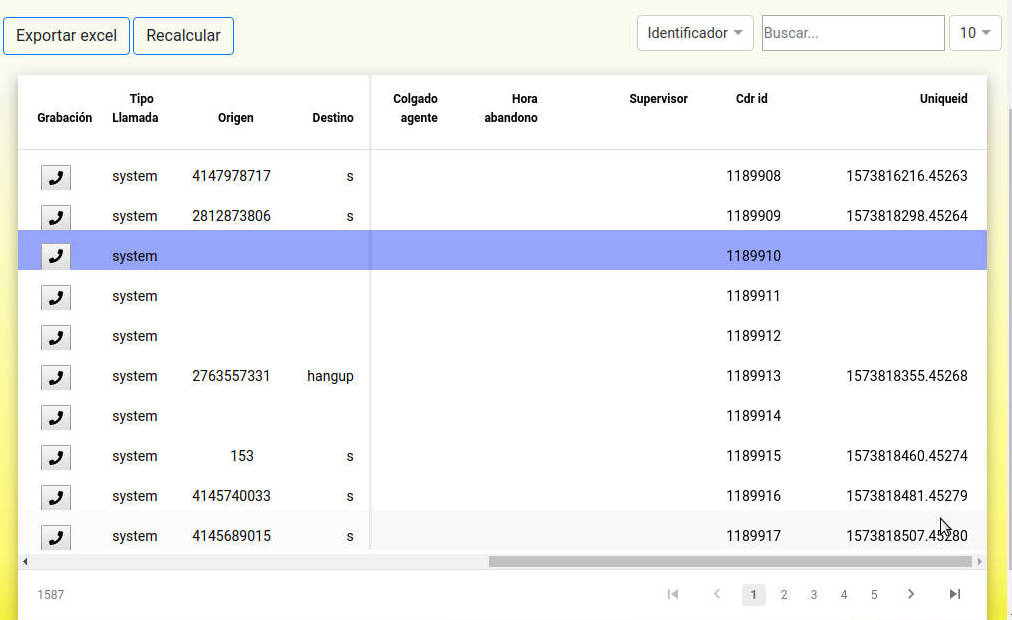 Exportar excel Recalcular Identificador Buscar... 10
Tipo Colgado Hora Supervisor Cdr id Uniqueid
Grabación Llamada Origen Destino agente abandono
system 4147978717 s 1189908 1573816216.45263
system 2812873806 s 1189909 1573818298.45264
system 1189910
system 1189911
system 1189912
system 2763557331 hangup 1189913 1573818355.45268
system 1189914
system 153 s 1189915 1573818460.45274
system 4145740033 s 1189916 1573818481.45279
system 4145689015 s 1189917 1573818507.45280
1587 1 2 3 4 5